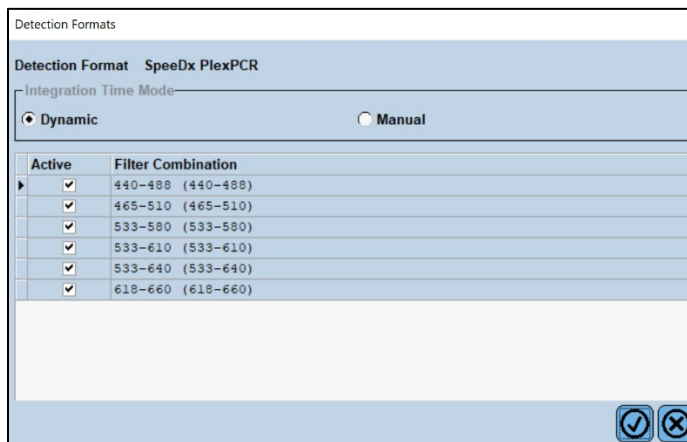 Detection Formats
Detection Format SpeeDx PlexPCR
Integration Time Mode
Dynamic Manual
Active Filter Combination
440-488 (440-488)
465-510 (465-510)
533-580 (533-580)
533-610 (533-610)
533-640 (533-640)
618-660 (618-660)